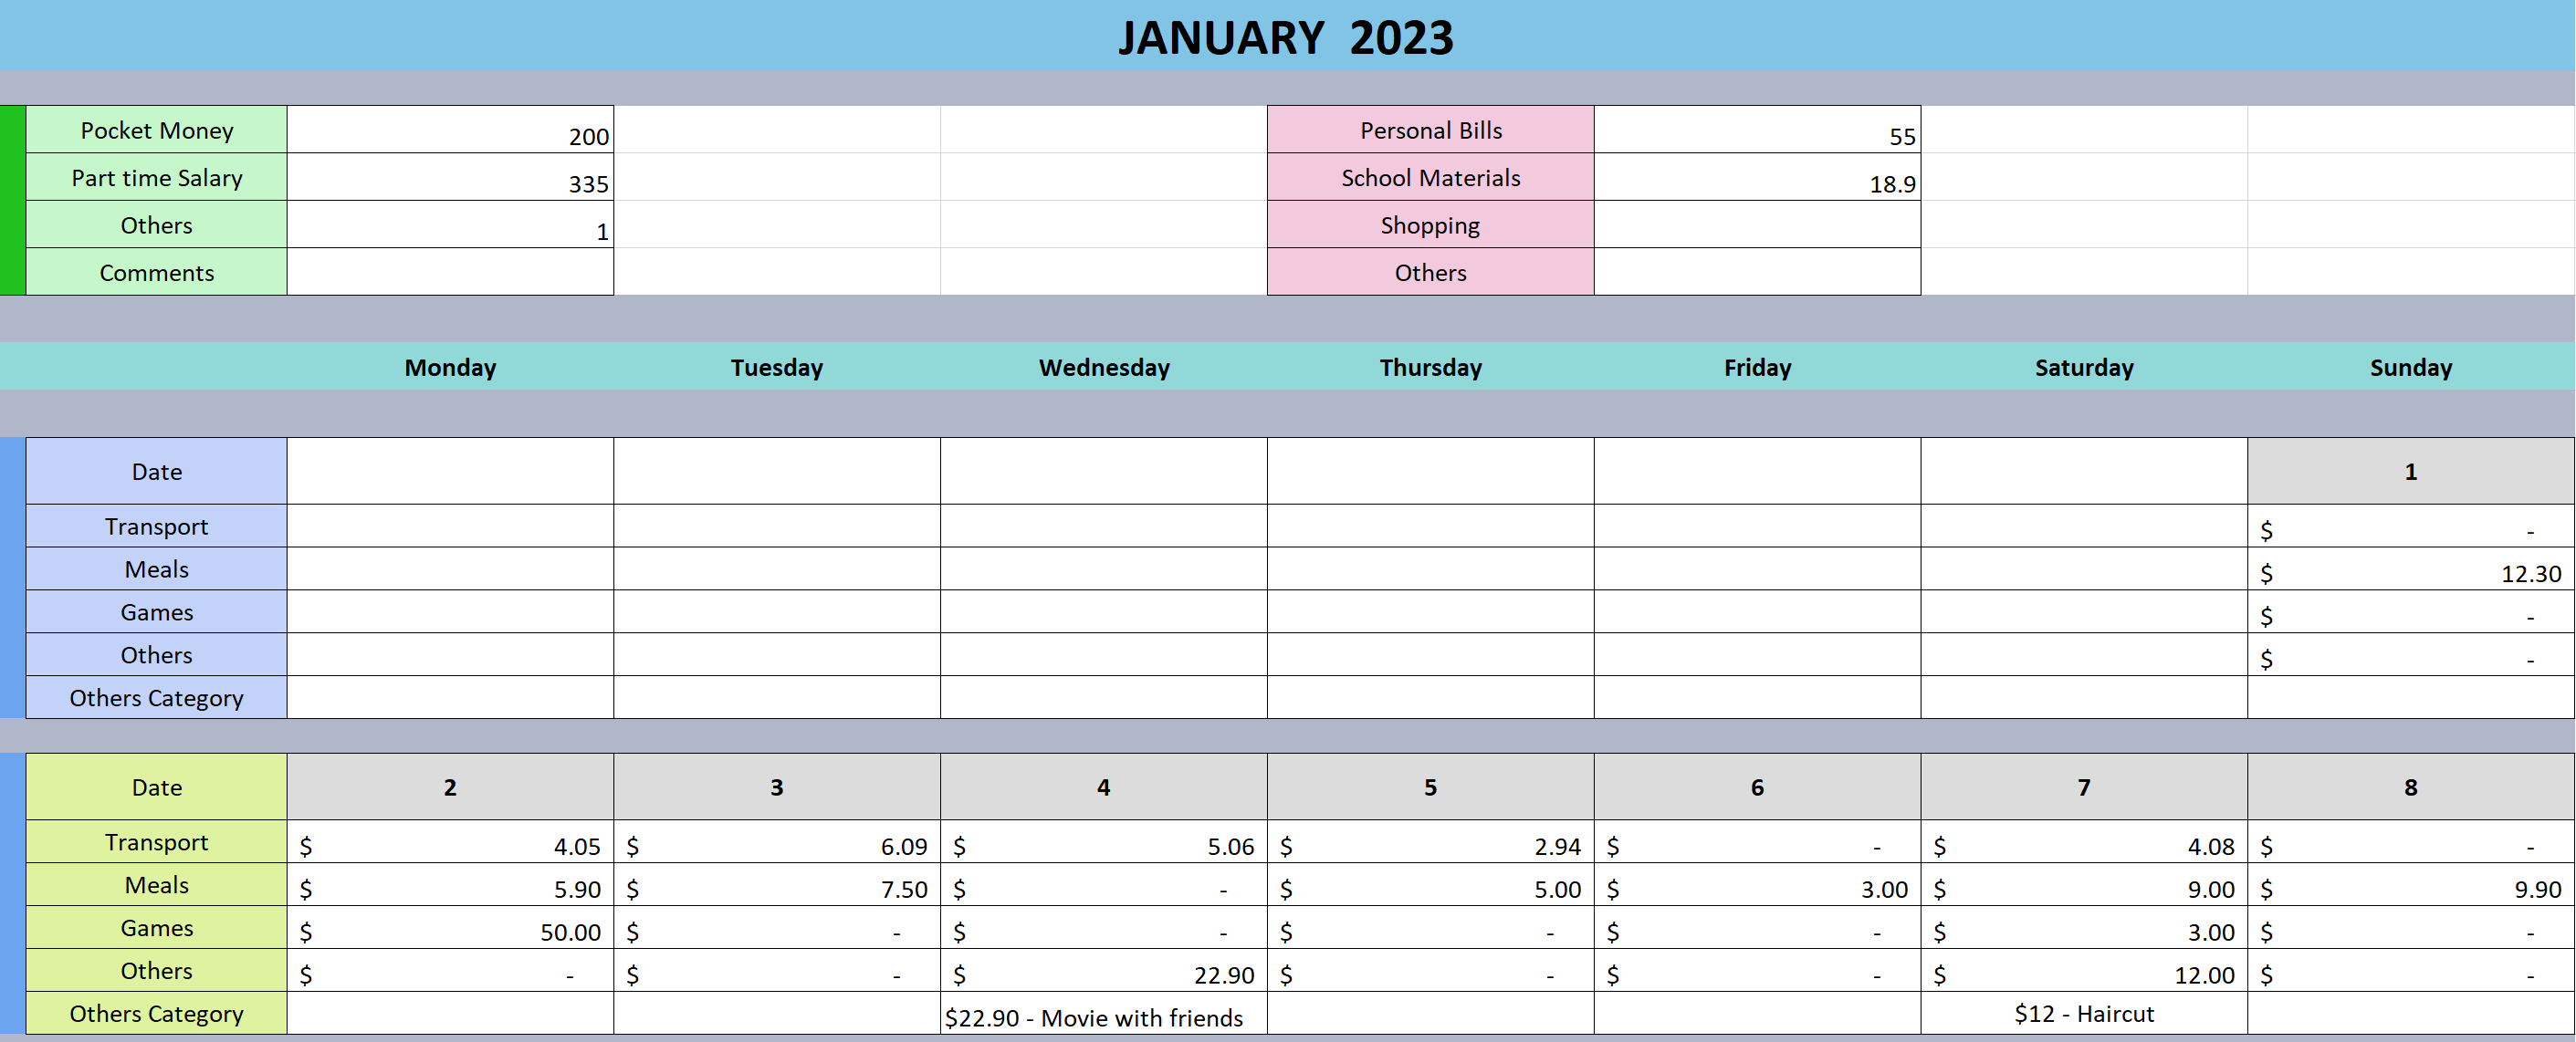 JANUARY 2023
Pocket Money 200 Personal Bills 55
Part time Salary 335 School Materials 18.9
Others 1 Shopping
Comments Others
Monday Tuesday Wednesday Thursday Friday Saturday Sunday
Date 1
Transport $ -
Meals $ 12.30
Games $ -
Others $ -
Others Category
Date 2 3 4 5 6 7 8
Transport $ 4.05 $ 6.09 $ 5.06 $ 2.94 $ - $ 4.08 $ -
Meals $ 5.90 $ 7.50 $ - $ 5.00 $ 3.00 $ 9.00 $ 9.90
Games $ 50.00 $ - $ - $ - $ - $ 3.00 $ -
Others $ - $ - $ 22.90 $ - $ - $ 12.00 $ -
Others Category $22.90 - Movie with friends $12 - Haircut